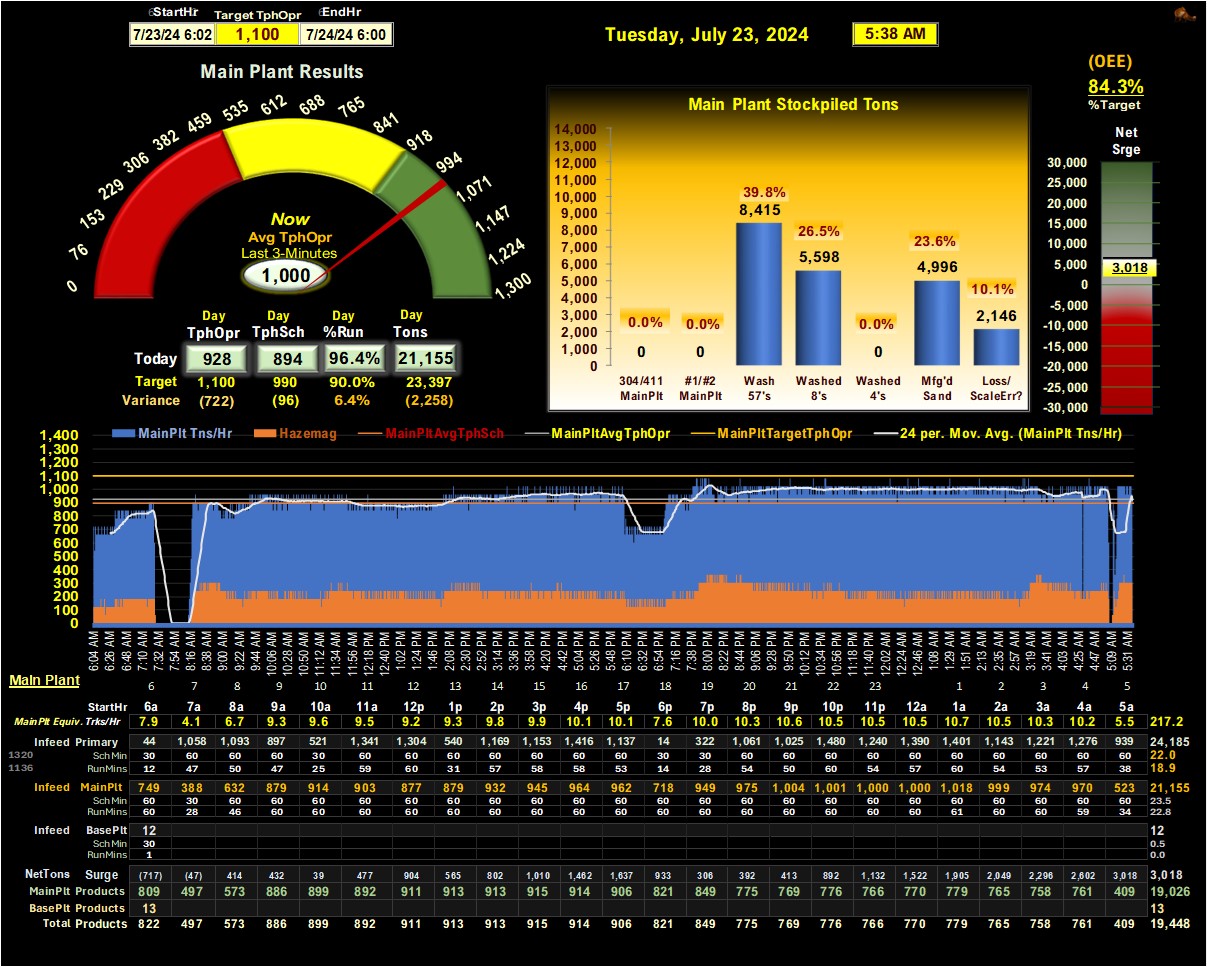 StartHr Target TphOpr EndHr
7/23/24 6:02 1,100 7/24/24 6:00
Tuesday, July 23, 2024 5:38 AM
(OEE)
84.3%
%Target
Main Plant Results
0 76 153 229 306 382 459 535 612 688 765 841 918 994 1,071 1,147 1,224 1,300
Now
Avg TphOpr
Last 3-Minutes
1,000
Day Day Day Day
TphOpr TphSch %Run Tons
Today 928 894 96.4% 21,155
Target 1,100 990 90.0% 23,397
Variance (722) (96) 6.4% (2,258)
Main Plant Stockpiled Tons
14,000
13,000
12,000
11,000
10,000
9,000
8,000
7,000
6,000
5,000
4,000
3,000
2,000
1,000
0
0.0% 0.0% 39.8% 26.5% 0.0% 23.6% 10.1%
0 0 8,415 5,598 0 4,996 2,146
304/411 #1/#2 Wash Washed Washed Mfg'd Loss/
MainPlt MainPlt 57's 8's 4's Sand ScaleErr?
Net
Srge
30,000
25,000
20,000
15,000
10,000
5,000
3,018
0
-5,000
-10,000
-15,000
-20,000
-25,000
-30,000
MainPlt Tns/Hr Hazemag MainPltAvgTphSch MainPltAvgTphOpr MainPltTargetTphOpr 24 per. Mov. Avg. (MainPlt Tns/Hr)
1,400
1,300
1,200
1,100
1,000
900
800
700
600
500
400
300
200
100
0
6:04 AM 6:26 AM 6:48 AM 7:10 AM 7:32 AM 7:54 AM 8:16 AM 8:38 AM 9:00 AM 9:22 AM 9:44 AM 10:06 AM 10:28 AM 10:50 AM 11:12 AM 11:34 AM 11:56 AM 12:18 PM 12:40 PM 1:02 PM 1:24 PM 1:46 PM 2:08 PM 2:30 PM 2:52 PM 3:14 PM 3:36 PM 3:58 PM 4:20 PM 4:42 PM 5:04 PM 5:26 PM 5:48 PM 6:10 PM 6:32 PM 6:54 PM 7:16 PM 7:38 PM 8:00 PM 8:22 PM 8:44 PM 9:06 PM 9:28 PM 9:50 PM 10:12 PM 10:34 PM 10:56 PM 11:18 PM 11:40 PM 12:02 AM 12:24 AM 12:46 AM 1:08 AM 1:29 AM 1:51 AM 2:13 AM 2:35 AM 2:57 AM 3:19 AM 3:41 AM 4:03 AM 4:25 AM 4:47 AM 5:09 AM 5:31 AM
Main Plant
6 7 8 9 10 11 12 13 14 15 16 17 18 19 20 21 22 23 1 2 3 4 5
StartHr 6a 7a 8a 9a 10a 11a 12p 1p 2p 3p 4p 5p 6p 7p 8p 9p 10p 11p 12a 1a 2a 3a 4a 5a
MainPlt Equiv. Trks/Hr 7.9 4.1 6.7 9.3 9.6 9.5 9.2 9.3 9.8 9.9 10.1 10.1 7.6 10.0 10.3 10.6 10.5 10.5 10.5 10.7 10.5 10.3 10.2 5.5 217.2
Infeed Primary 44 1,058 1,093 897 521 1,341 1,304 540 1,169 1,153 1,416 1,137 14 322 1,061 1,025 1,480 1,240 1,390 1,401 1,143 1,221 1,276 939 24,185
1320 SchMin 30 60 60 60 30 60 60 60 60 60 60 60 30 30 60 60 60 60 60 60 60 60 60 60 22.0
1136 RunMins 12 47 50 47 25 59 60 31 57 58 58 53 14 28 54 50 60 54 57 60 54 53 57 38 18.9
Infeed MainPlt 749 388 632 879 914 903 877 879 932 945 964 962 718 949 975 1,004 1,001 1,000 1,000 1,018 999 974 970 523 21,155
SchMin 60 30 60 60 60 60 60 60 60 60 60 60 60 60 60 60 60 60 60 60 60 60 60 60 23.5
RunMins 60 28 46 60 60 60 60 60 60 60 60 60 60 60 60 60 60 60 60 61 60 60 59 34 22.8
Infeed BasePlt 12 12
SchMin 30 0.5
RunMins 1 0.0
NetTons Surge (717) (47) 414 432 39 477 904 565 802 1,010 1,462 1,637 933 306 392 413 892 1,132 1,522 1,905 2,049 2,296 2,602 3,018 3,018
MainPlt Products 809 497 573 886 899 892 911 913 913 915 914 906 821 849 775 769 776 766 770 779 765 758 761 409 19,026
BasePlt Products 13 13
Total Products 822 497 573 886 899 892 911 913 913 915 914 906 821 849 775 769 776 766 770 779 765 758 761 409 19,448